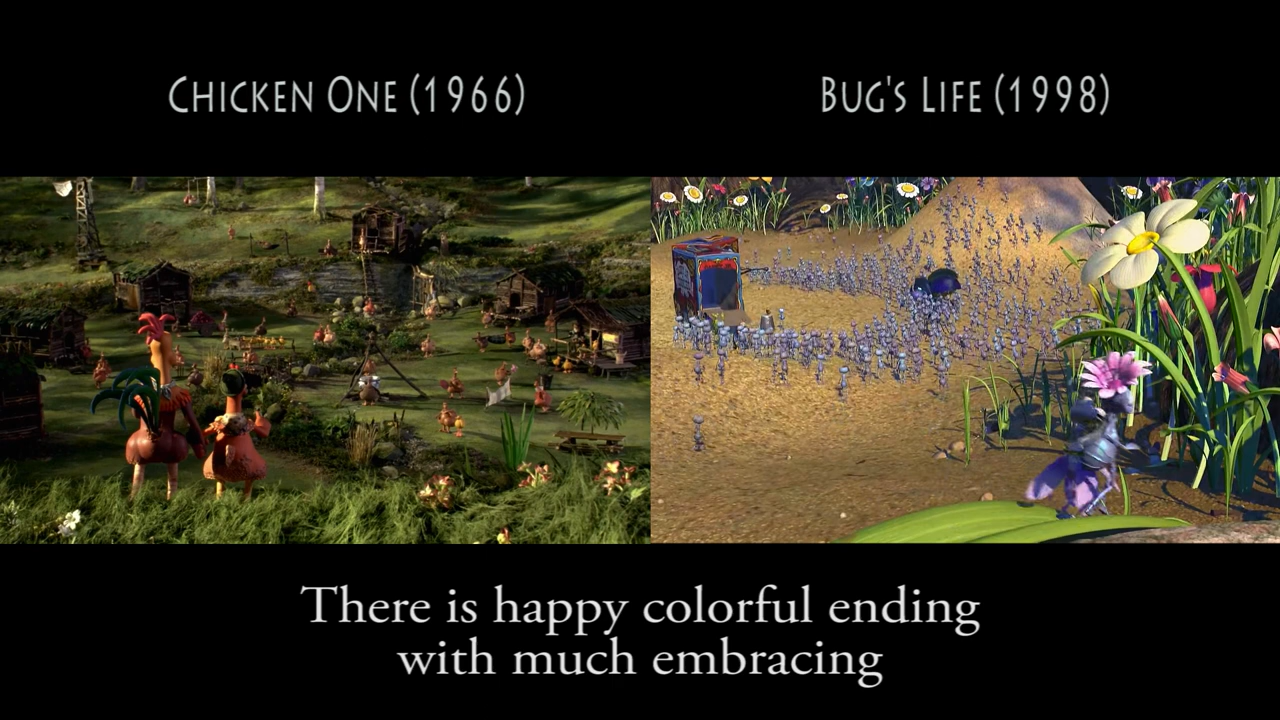 Chicken One (1966)
Bug's Life (1998)
There is happy colorful ending
with much embracing